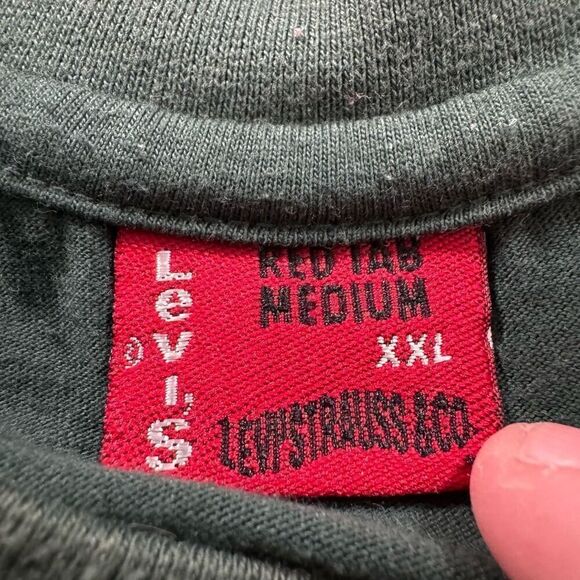 Levi's
®
RED TAB
MEDIUM
XXL
LEVI STRAUSS & CO.